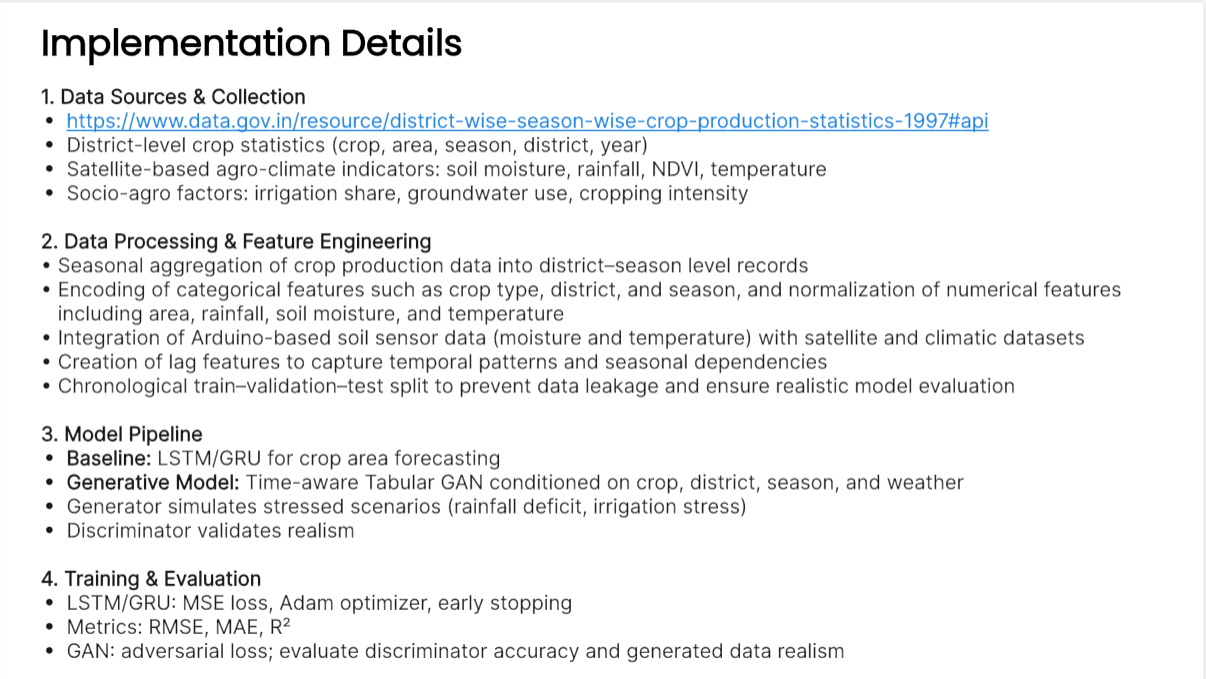 Implementation Details
1. Data Sources & Collection
• https://www.data.gov.in/resource/district-wise-season-wise-crop-production-statistics-1997#api
• District-level crop statistics (crop, area, season, district, year)
• Satellite-based agro-climate indicators: soil moisture, rainfall, NDVI, temperature
• Socio-agro factors: irrigation share, groundwater use, cropping intensity
2. Data Processing & Feature Engineering
• Seasonal aggregation of crop production data into district–season level records
• Encoding of categorical features such as crop type, district, and season, and normalization of numerical features
including area, rainfall, soil moisture, and temperature
• Integration of Arduino-based soil sensor data (moisture and temperature) with satellite and climatic datasets
• Creation of lag features to capture temporal patterns and seasonal dependencies
• Chronological train–validation–test split to prevent data leakage and ensure realistic model evaluation
3. Model Pipeline
• Baseline: LSTM/GRU for crop area forecasting
• Generative Model: Time-aware Tabular GAN conditioned on crop, district, season, and weather
• Generator simulates stressed scenarios (rainfall deficit, irrigation stress)
• Discriminator validates realism
4. Training & Evaluation
• LSTM/GRU: MSE loss, Adam optimizer, early stopping
• Metrics: RMSE, MAE, R²
• GAN: adversarial loss; evaluate discriminator accuracy and generated data realism